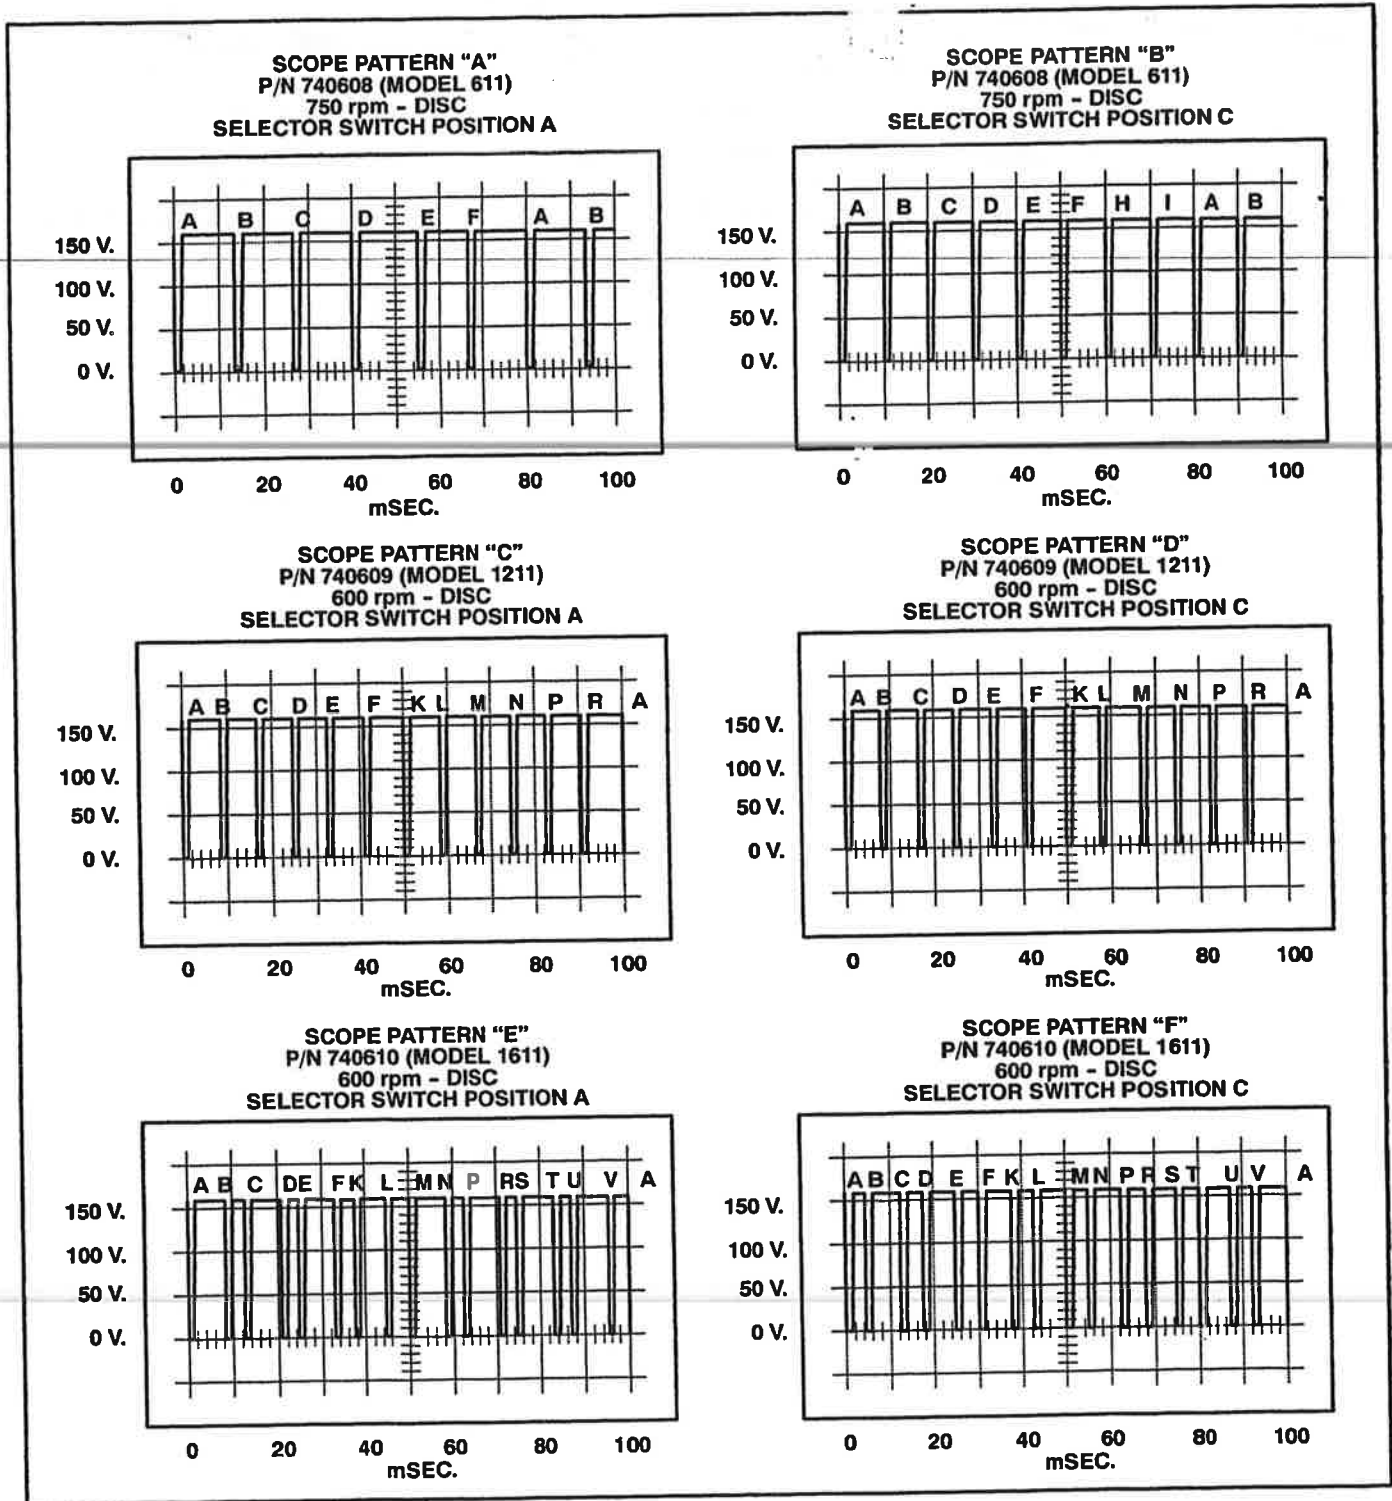 SCOPE PATTERN “A”
P/N 740608 (MODEL 611)
750 rpm – DISC
SELECTOR SWITCH POSITION A
A B C D E F A B
150 V.
100 V.
50 V.
0 V.
0 20 40 60 80 100
mSEC.
SCOPE PATTERN “B”
P/N 740608 (MODEL 611)
750 rpm – DISC
SELECTOR SWITCH POSITION C
A B C D E F H I A B
150 V.
100 V.
50 V.
0 V.
0 20 40 60 80 100
mSEC.
SCOPE PATTERN “C”
P/N 740609 (MODEL 1211)
600 rpm – DISC
SELECTOR SWITCH POSITION A
A B C D E F K L M N P R A
150 V.
100 V.
50 V.
0 V.
0 20 40 60 80 100
mSEC.
SCOPE PATTERN “D”
P/N 740609 (MODEL 1211)
600 rpm – DISC
SELECTOR SWITCH POSITION C
A B C D E F K L M N P R A
150 V.
100 V.
50 V.
0 V.
0 20 40 60 80 100
mSEC.
SCOPE PATTERN “E”
P/N 740610 (MODEL 1611)
600 rpm – DISC
SELECTOR SWITCH POSITION A
A B C D E F K L M N P R S T U V A
150 V.
100 V.
50 V.
0 V.
0 20 40 60 80 100
mSEC.
SCOPE PATTERN “F”
P/N 740610 (MODEL 1611)
600 rpm – DISC
SELECTOR SWITCH POSITION C
A B C D E F K L M N P R S T U V A
150 V.
100 V.
50 V.
0 V.
0 20 40 60 80 100
mSEC.